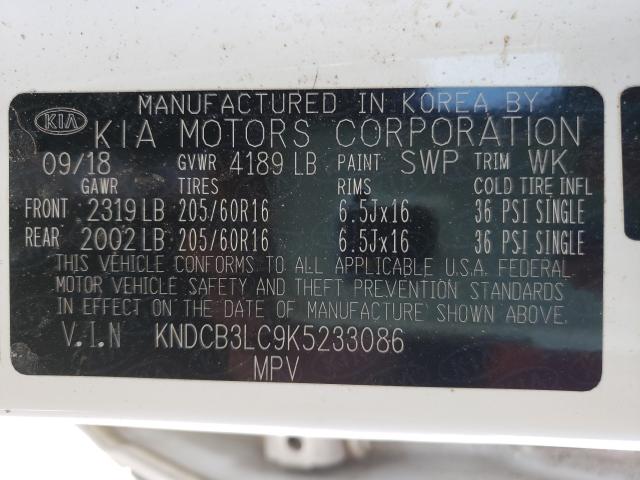 MANUFACTURED IN KOREA BY
KIA KIA MOTORS CORPORATION
09/18 GVWR 4189 LB PAINT SWP TRIM WK
GAWR TIRES RIMS COLD TIRE INFL
FRONT 2319 LB 205/60R16 6.5Jx16 36 PSI SINGLE
REAR 2002 LB 205/60R16 6.5Jx16 36 PSI SINGLE
THIS VEHICLE CONFORMS TO ALL APPLICABLE U.S.A. FEDERAL
MOTOR VEHICLE SAFETY AND THEFT PREVENTION STANDARDS
IN EFFECT ON THE DATE OF MANUFACTURE SHOWN ABOVE.
V.I.N KNDCB3LC9K5233086
MPV